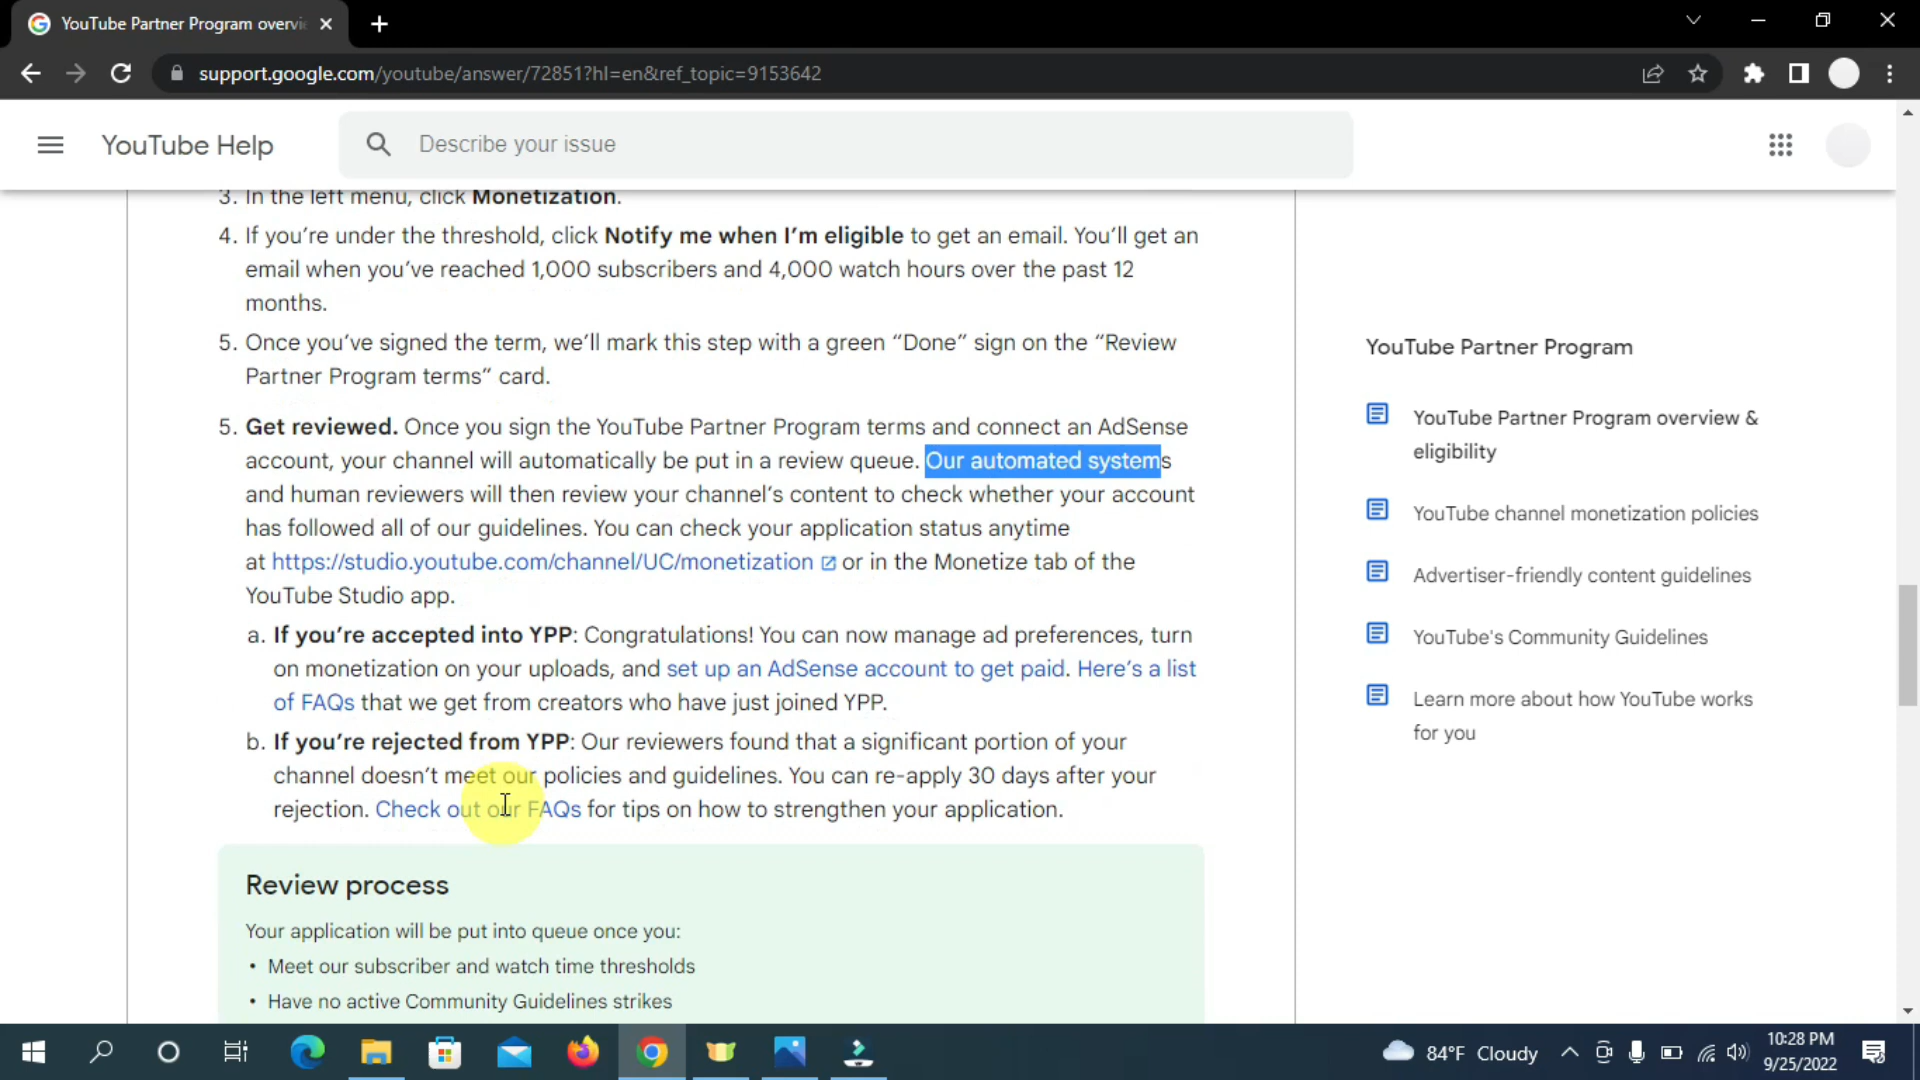 YouTube Partner Program overvi
support.google.com/youtube/answer/72851?hl=en&ref_topic=9153642
YouTube Help
Describe your issue
3. In the left menu, click Monetization.
4. If you're under the threshold, click Notify me when I'm eligible to get an email. You'll get an
email when you've reached 1,000 subscribers and 4,000 watch hours over the past 12
months.
5. Once you've signed the term, we'll mark this step with a green “Done” sign on the “Review
Partner Program terms” card.
5. Get reviewed. Once you sign the YouTube Partner Program terms and connect an AdSense
account, your channel will automatically be put in a review queue. Our automated systems
and human reviewers will then review your channel's content to check whether your account
has followed all of our guidelines. You can check your application status anytime
at https://studio.youtube.com/channel/UC/monetization or in the Monetize tab of the
YouTube Studio app.
a. If you're accepted into YPP: Congratulations! You can now manage ad preferences, turn
on monetization on your uploads, and set up an AdSense account to get paid. Here's a list
of FAQs that we get from creators who have just joined YPP.
b. If you're rejected from YPP: Our reviewers found that a significant portion of your
channel doesn't meet our policies and guidelines. You can re-apply 30 days after your
rejection. Check out our FAQs for tips on how to strengthen your application.
Review process
Your application will be put into queue once you:
• Meet our subscriber and watch time thresholds
• Have no active Community Guidelines strikes
YouTube Partner Program
YouTube Partner Program overview &
eligibility
YouTube channel monetization policies
Advertiser-friendly content guidelines
YouTube's Community Guidelines
Learn more about how YouTube works
for you
84°F Cloudy
10:28 PM
9/25/2022